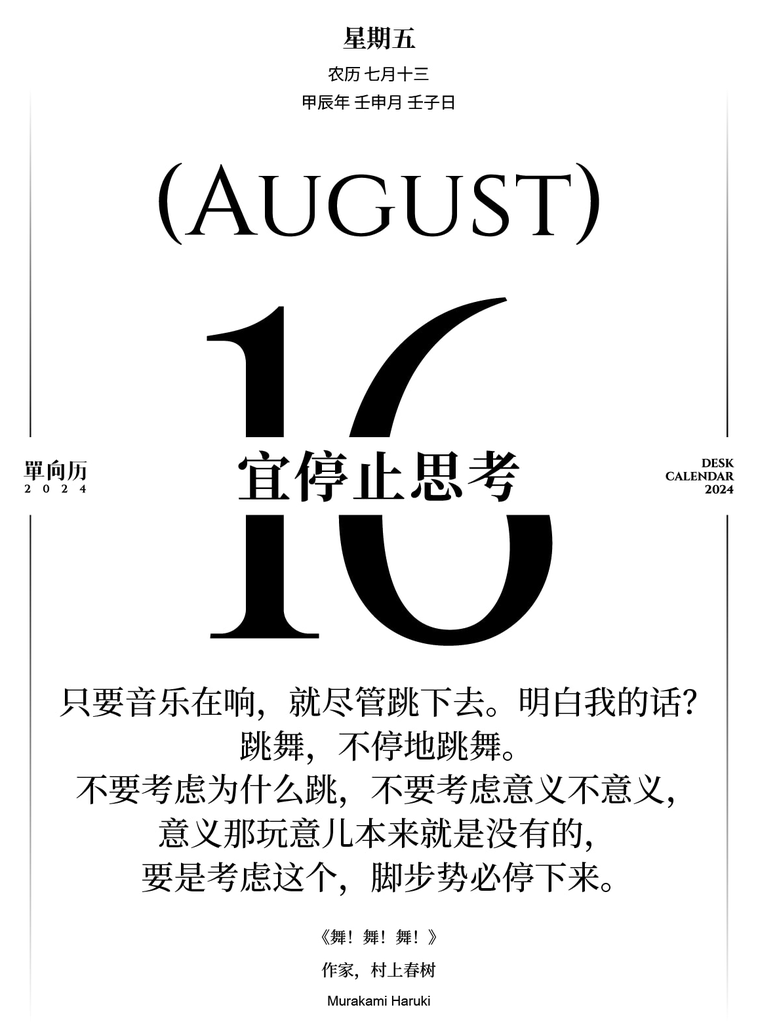 星期五
农历 七月十三
甲辰年 壬申月 壬子日
(AUGUST)
16
單向历
2024
宜停止思考
DESK
CALENDAR
2024
只要音乐在响，就尽管跳下去。明白我的话？
跳舞，不停地跳舞。
不要考虑为什么跳，不要考虑意义不意义，
意义那玩意儿本来就是没有的，
要是考虑这个，脚步势必停下来。
《舞！舞！舞！》
作家，村上春树
Murakami Haruki